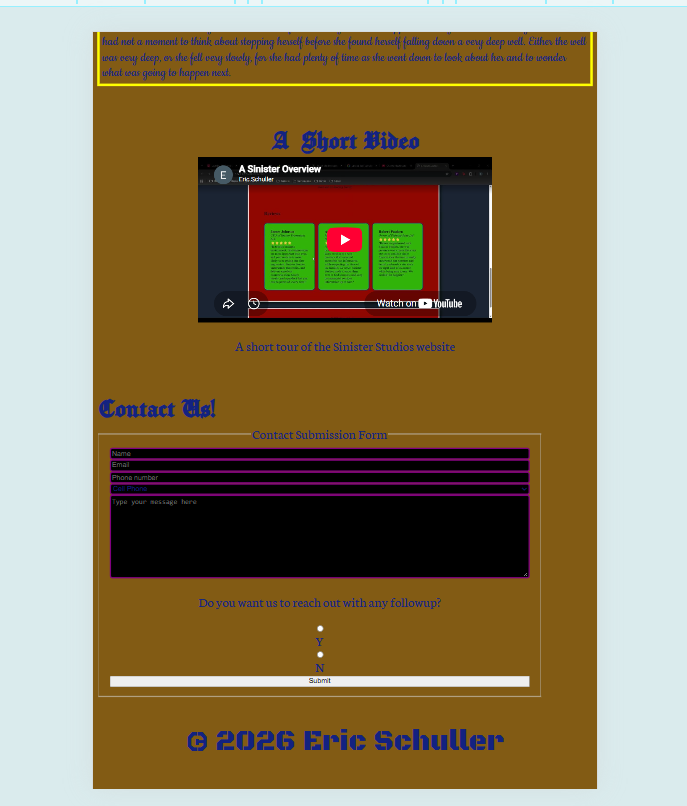 had not a moment to think about stopping herself before she found herself falling down a very deep well. Either the well
was very deep, or she fell very slowly, for she had plenty of time as she went down to look about her and to wonder
what was going to happen next.
A Short Video
E
A Sinister Overview
Eric Schuller
Watch on YouTube
A short tour of the Sinister Studios website
Contact Us!
Contact Submission Form
Name
Email
Phone number
Cell Phone
Type your message here
Do you want us to reach out with any followup?
Y
N
Submit
© 2026 Eric Schuller